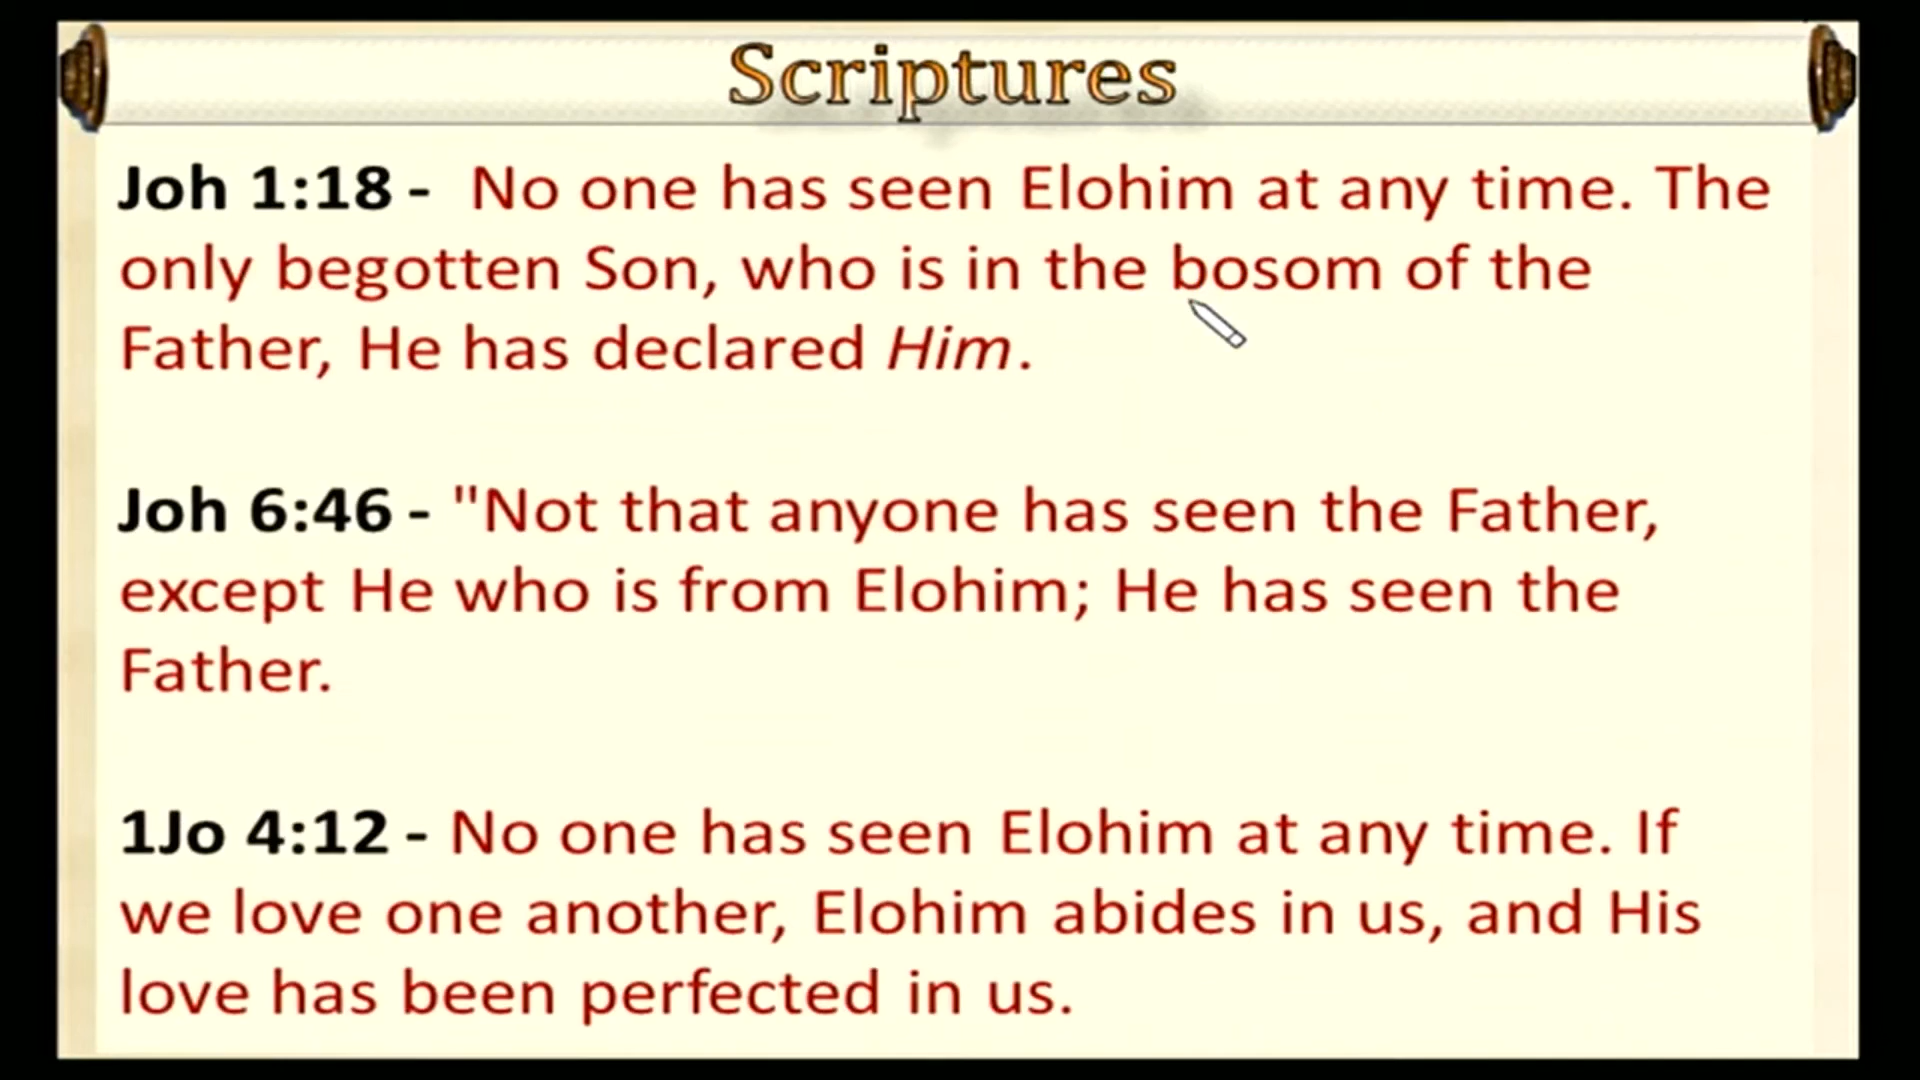 Scriptures
Joh 1:18 - No one has seen Elohim at any time. The
only begotten Son, who is in the bosom of the
Father, He has declared Him.
Joh 6:46 - "Not that anyone has seen the Father,
except He who is from Elohim; He has seen the
Father.
1Jo 4:12 - No one has seen Elohim at any time. If
we love one another, Elohim abides in us, and His
love has been perfected in us.